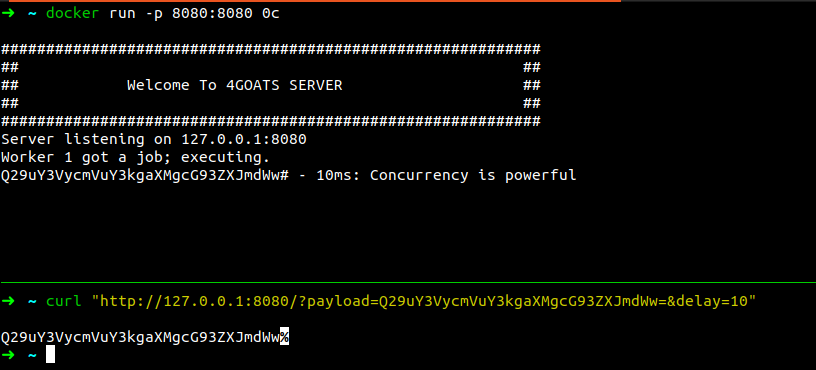 ➜ ~ docker run -p 8080:8080 0c
############################################################
## ##
## Welcome To 4GOATS SERVER ##
## ##
############################################################
Server listening on 127.0.0.1:8080
Worker 1 got a job; executing.
Q29uY3VycmVuY3kgaXMgcG93ZXJmdWw# - 10ms: Concurrency is powerful
➜ ~ curl "http://127.0.0.1:8080/?payload=Q29uY3VycmVuY3kgaXMgcG93ZXJmdWw=&delay=10"
Q29uY3VycmVuY3kgaXMgcG93ZXJmdWw%
➜ ~